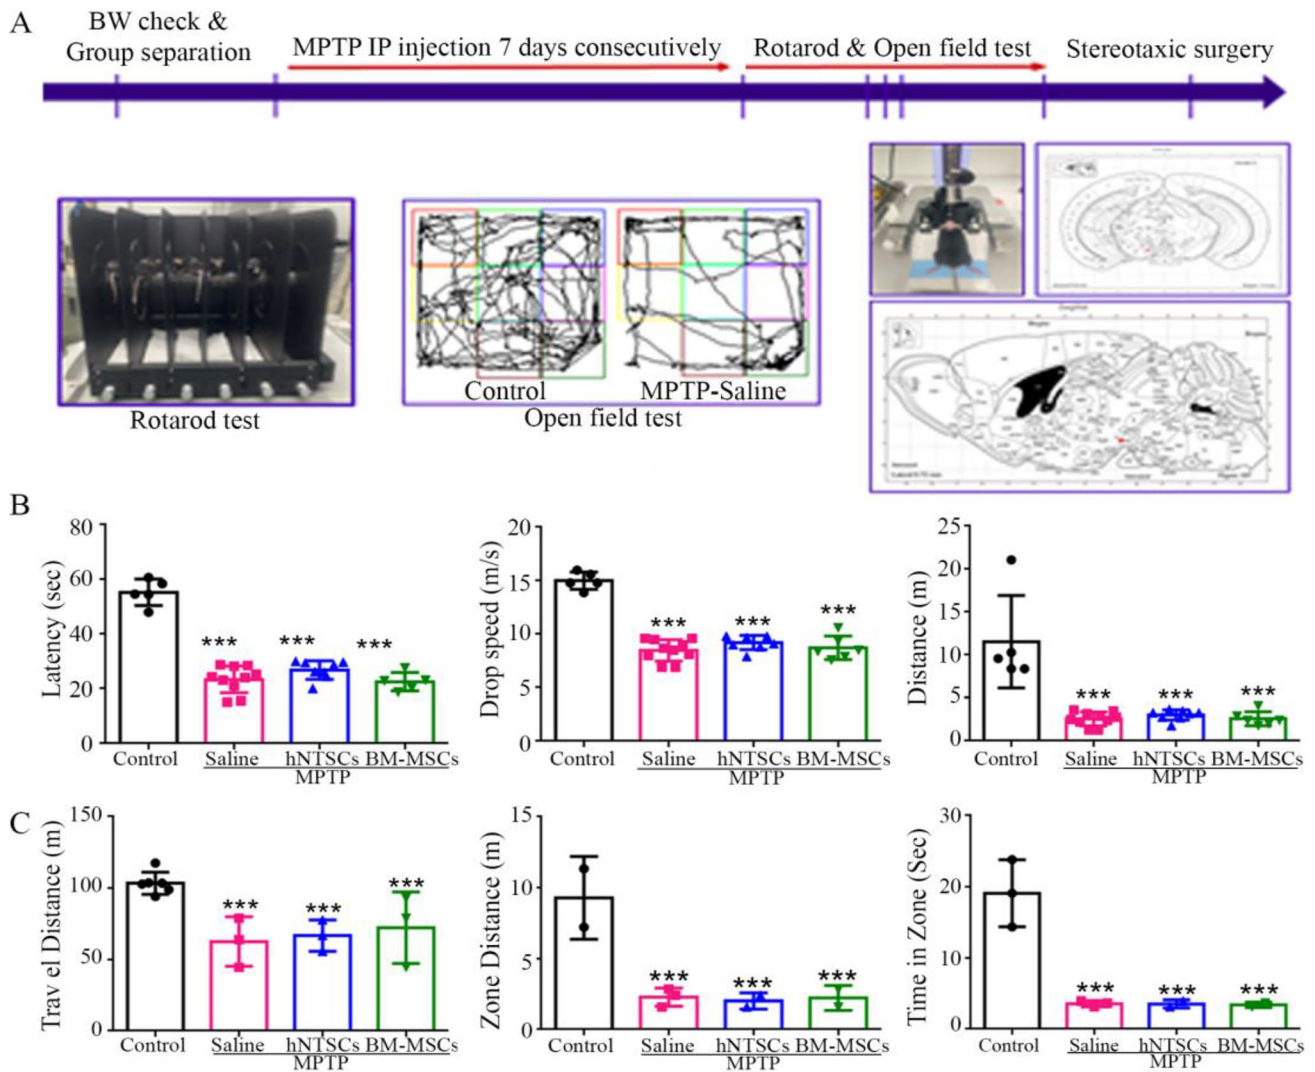 A
BW check &
Group separation
MPTP IP injection 7 days consecutively
Rotarod & Open field test
Stereotaxic surgery
Rotarod test
Control
MPTP-Saline
Open field test
B
Latency (sec)
80
60
40
20
0
***
***
***
Control
Saline
hNTSCs
BM-MSCs
MPTP
Drop speed (m/s)
20
15
10
5
0
***
***
***
Control
Saline
hNTSCs
BM-MSCs
MPTP
Distance (m)
25
20
15
10
5
0
***
***
***
Control
Saline
hNTSCs
BM-MSCs
MPTP
C
Trav el Distance (m)
150
100
50
0
***
***
***
Control
Saline
hNTSCs
BM-MSCs
MPTP
Zone Distance (m)
15
10
5
0
***
***
***
Control
Saline
hNTSCs
BM-MSCs
MPTP
Time in Zone (Sec)
30
20
10
0
***
***
***
Control
Saline
hNTSCs
BM-MSCs
MPTP